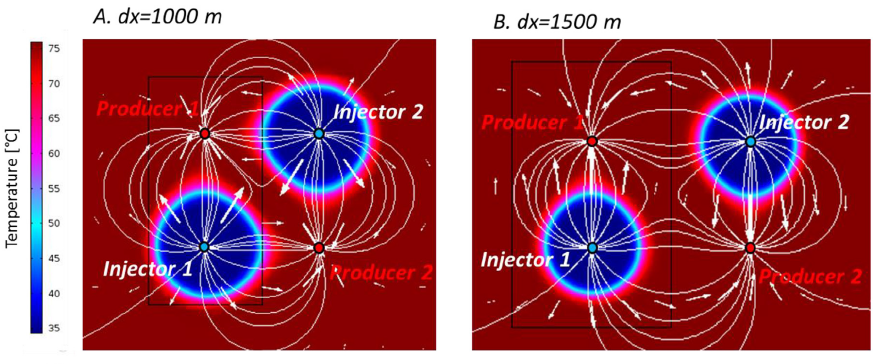 A. dx=1000 m
B. dx=1500 m
Temperature [°C]
75
70
65
60
55
50
45
40
35
Producer 1
Injector 2
Injector 1
Producer 2
Producer 1
Injector 2
Injector 1
Producer 2